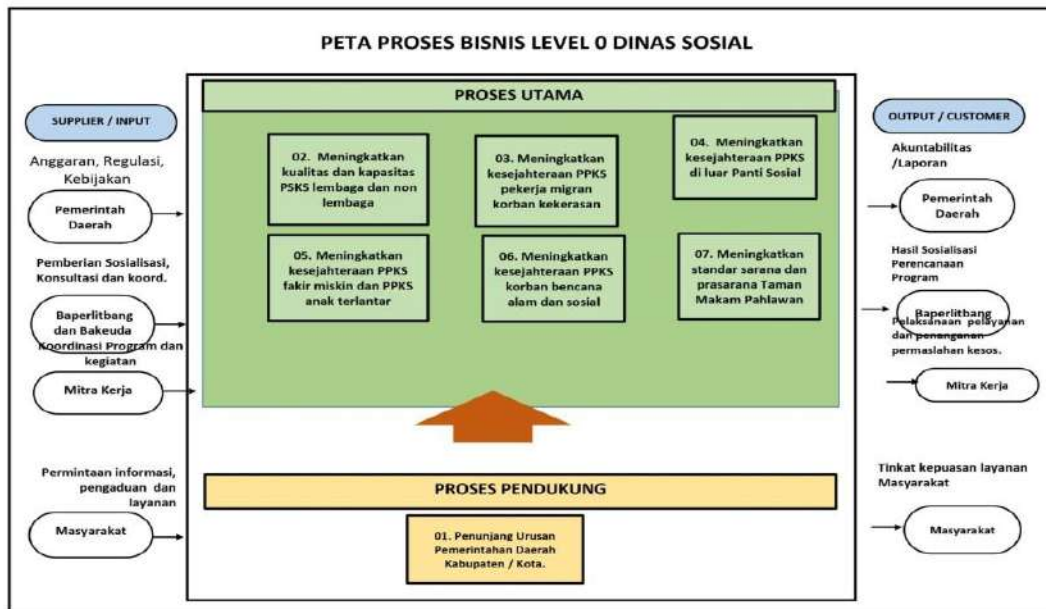 PETA PROSES BISNIS LEVEL 0 DINAS SOSIAL
SUPPLIER / INPUT
Anggaran, Regulasi,
Kebijakan
Pemerintah
Daerah
Pemberian Sosialisasi,
Konsultasi dan koord.
Baperlitbang
dan Bakeuda
Koordinasi Program dan
kegiatan
Mitra Kerja
Permintaan informasi,
pengaduan dan
layanan
Masyarakat
PROSES UTAMA
02. Meningkatkan
kualitas dan kapasitas
PSKS lembaga dan non
lembaga
03. Meningkatkan
kesejahteraan PPKS
pekerja migran
korban kekerasan
04. Meningkatkan
kesejahteraan PPKS
di luar Panti Sosial
05. Meningkatkan
kesejahteraan PPKS
fakir miskin dan PPKS
anak terlantar
06. Meningkatkan
kesejahteraan PPKS
korban bencana
alam dan sosial
07. Meningkatkan
standar sarana dan
prasarana Taman
Makam Pahlawan
PROSES PENDUKUNG
01. Penunjang Urusan
Pemerintahan Daerah
Kabupaten / Kota.
OUTPUT / CUSTOMER
Akuntabilitas
/Laporan
Pemerintah
Daerah
Hasil Sosialisasi
Perencanaan
Program
Baperlitbang
Pelaksanaan pelayanan
dan penanganan
permaslahan kesos.
Mitra Kerja
Tinkat kepuasan layanan
Masyarakat
Masyarakat